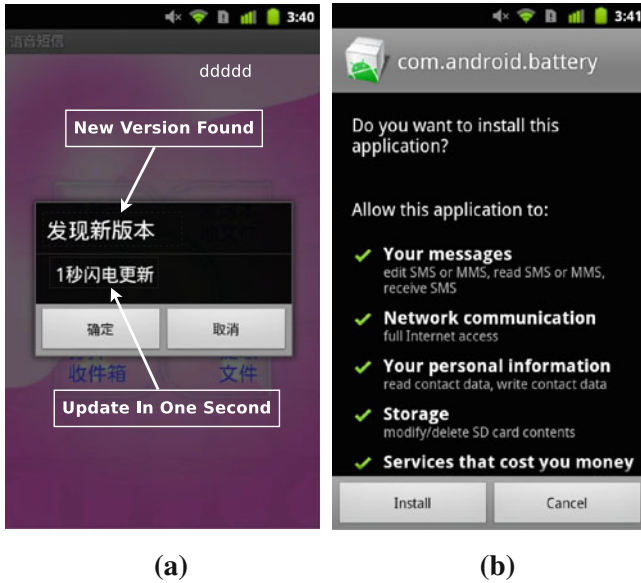 3:40
语音短信
ddddd
New Version Found
发现新版本
1秒闪电更新
确定
取消
收件箱
文件
Update In One Second
(a)
3:41
com.android.battery
Do you want to install this
application?
Allow this application to:
Your messages
edit SMS or MMS, read SMS or MMS,
receive SMS
Network communication
full Internet access
Your personal information
read contact data, write contact data
Storage
modify/delete SD card contents
Services that cost you money
Install
Cancel
(b)